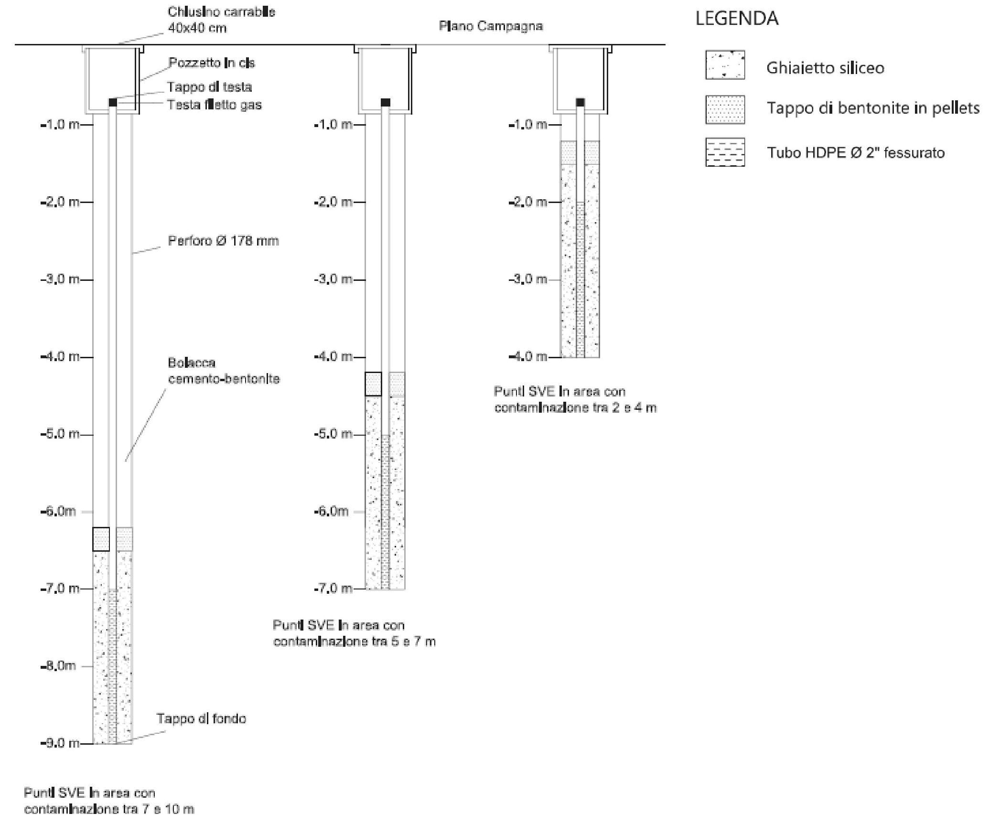 Chiusino carrabile
40x40 cm
Piano Campagna
Pozzetto in cls
Tappo di testa
Testa filetto gas
-1.0 m
-2.0 m
Perforo Ø 178 mm
-3.0 m
-4.0 m
Bolacca
cemento-bentonite
-5.0 m
-6.0m
-7.0 m
-8.0m
Tappo di fondo
-9.0 m
Punti SVE in area con
contaminazione tra 7 e 10 m
-1.0 m
-2.0 m
-3.0 m
-4.0 m
-5.0 m
-6.0m
-7.0 m
Punti SVE in area con
contaminazione tra 5 e 7 m
-1.0 m
-2.0 m
-3.0 m
-4.0 m
Punti SVE in area con
contaminazione tra 2 e 4 m
LEGENDA
Ghiaietto siliceo
Tappo di bentonite in pellets
Tubo HDPE Ø 2" fessurato